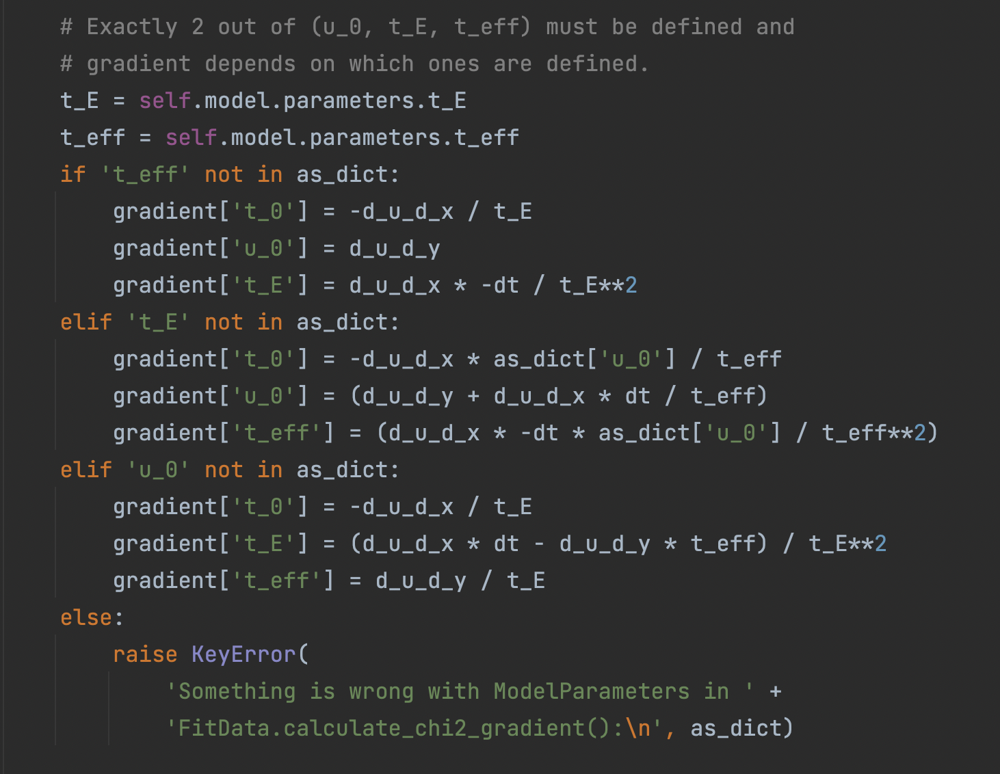 # Exactly 2 out of (u_0, t_E, t_eff) must be defined and
# gradient depends on which ones are defined.
t_E = self.model.parameters.t_E
t_eff = self.model.parameters.t_eff
if 't_eff' not in as_dict:
    gradient['t_0'] = -d_u_d_x / t_E
    gradient['u_0'] = d_u_d_y
    gradient['t_E'] = d_u_d_x * -dt / t_E**2
elif 't_E' not in as_dict:
    gradient['t_0'] = -d_u_d_x * as_dict['u_0'] / t_eff
    gradient['u_0'] = (d_u_d_y + d_u_d_x * dt / t_eff)
    gradient['t_eff'] = (d_u_d_x * -dt * as_dict['u_0'] / t_eff**2)
elif 'u_0' not in as_dict:
    gradient['t_0'] = -d_u_d_x / t_E
    gradient['t_E'] = (d_u_d_x * dt - d_u_d_y * t_eff) / t_E**2
    gradient['t_eff'] = d_u_d_y / t_E
else:
    raise KeyError(
        'Something is wrong with ModelParameters in ' +
        'FitData.calculate_chi2_gradient():\n', as_dict)